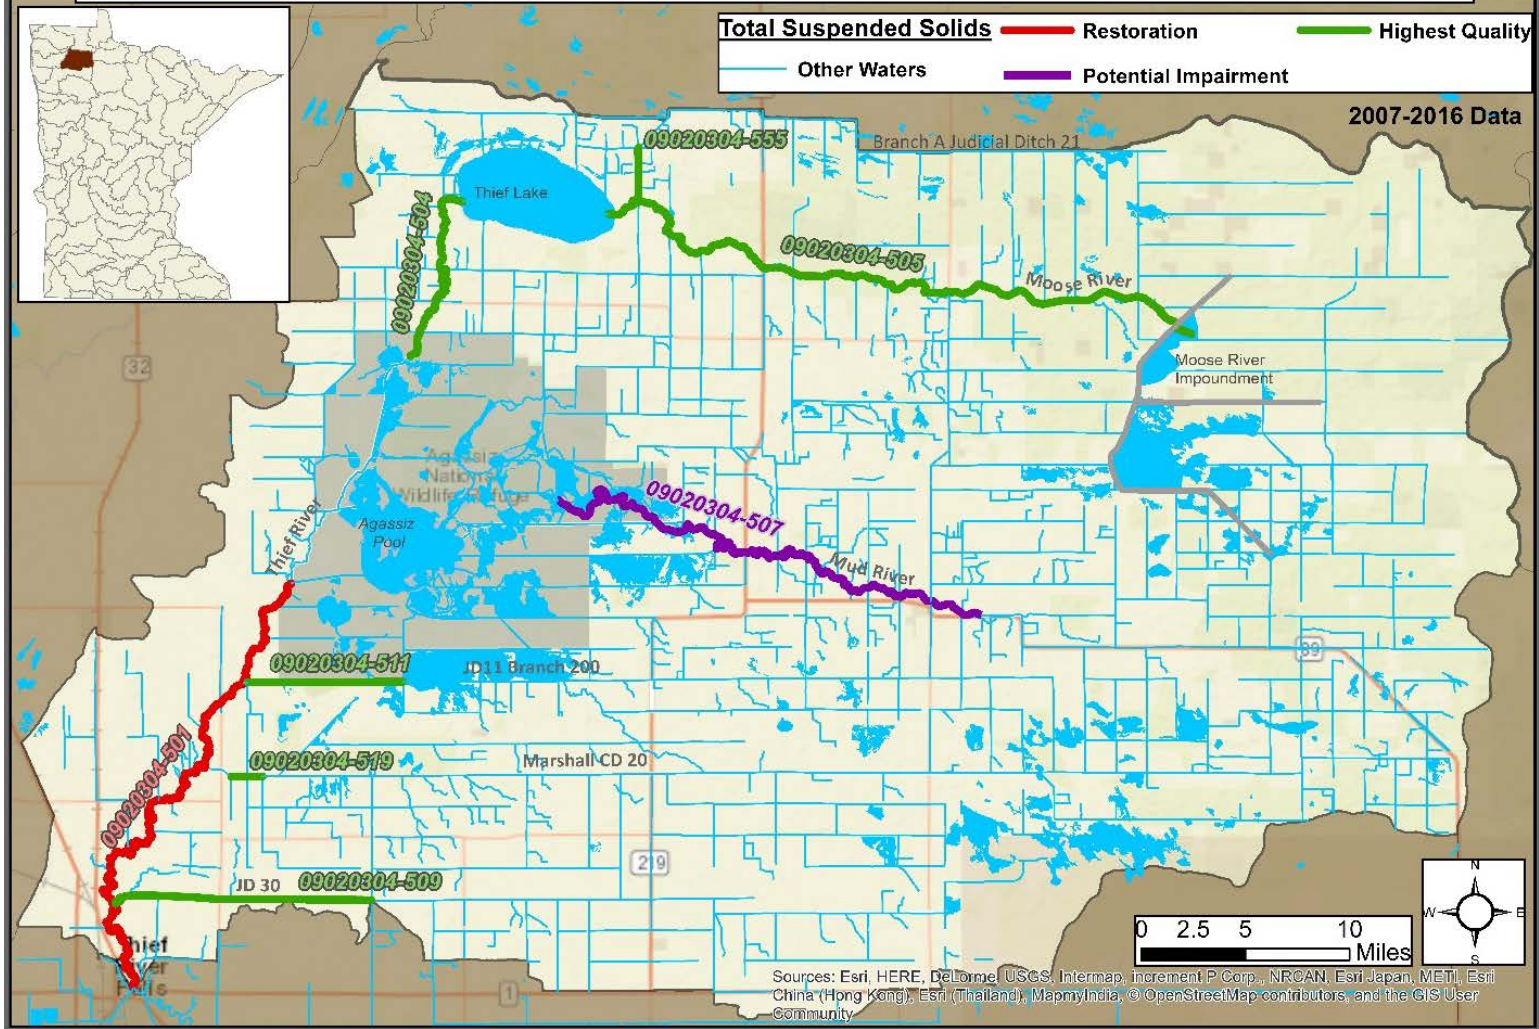 Total Suspended Solids
Restoration
Highest Quality
Other Waters
Potential Impairment
2007-2016 Data
09020304-555
Branch A Judicial Ditch 21
Thief Lake
09020304-504
09020304-505
Moose River
32
Moose River
Impoundment
Agassiz
National
Wildlife Refuge
09020304-507
Thief River
Agassiz
Pool
Mud River
89
09020304-511
JD11 Branch 200
09020304-519
Marshall CD 20
09020304-501
219
JD 30
09020304-509
Thief
River
Falls
1
N
W
E
S
0 2.5 5 10
Miles
Sources: Esri, HERE, DeLorme, USGS, Intermap, increment P Corp., NRCAN, Esri Japan, METI, Esri
China (Hong Kong), Esri (Thailand), MapmyIndia, © OpenStreetMap contributors, and the GIS User
Community